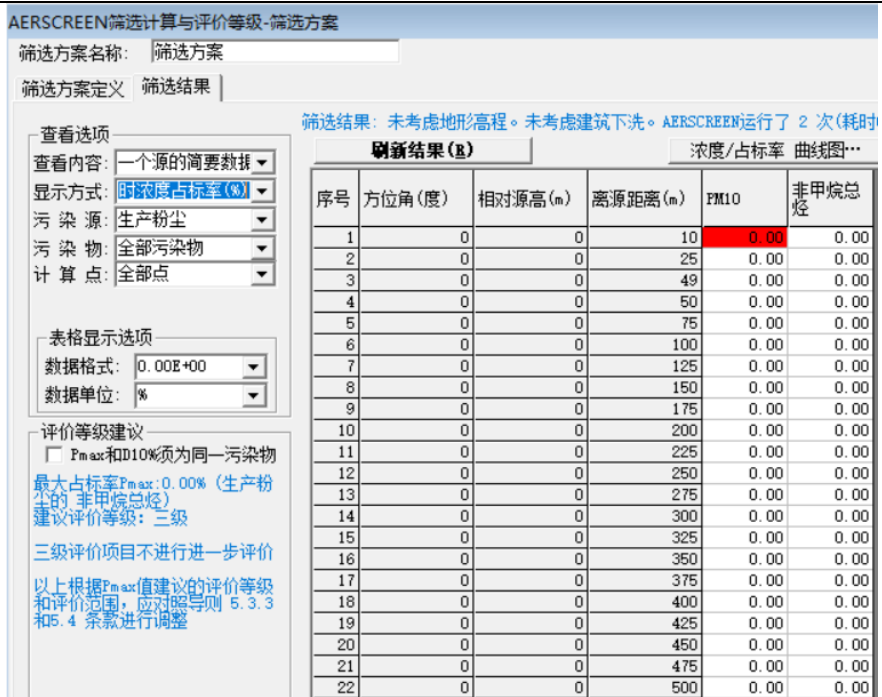 AERSCREEN筛选计算与评价等级-筛选方案
筛选方案名称: 筛选方案
筛选方案定义 筛选结果
筛选结果: 未考虑地形高程。未考虑建筑下洗。AERSCREEN运行了 2 次(耗时
查看选项
查看内容: 一个源的简要数据
显示方式: 时浓度占标率(%)
污 染 源: 生产粉尘
污 染 物: 全部污染物
计 算 点: 全部点
表格显示选项
数据格式: 0.00E+00
数据单位: %
评价等级建议
Pmax和D10%须为同一污染物
最大占标率Pmax:0.00% (生产粉
尘的 非甲烷总烃)
建议评价等级: 三级
三级评价项目不进行进一步评价
以上根据Pmax值建议的评价等级
和评价范围，应对照导则 5.3.3
和5.4 条款进行调整
刷新结果(R) 浓度/占标率 曲线图…
序号 方位角(度) 相对源高(m) 离源距离(m) PM10 非甲烷总
烃
1 0 0 10 0.00 0.00
2 0 0 25 0.00 0.00
3 0 0 49 0.00 0.00
4 0 0 50 0.00 0.00
5 0 0 75 0.00 0.00
6 0 0 100 0.00 0.00
7 0 0 125 0.00 0.00
8 0 0 150 0.00 0.00
9 0 0 175 0.00 0.00
10 0 0 200 0.00 0.00
11 0 0 225 0.00 0.00
12 0 0 250 0.00 0.00
13 0 0 275 0.00 0.00
14 0 0 300 0.00 0.00
15 0 0 325 0.00 0.00
16 0 0 350 0.00 0.00
17 0 0 375 0.00 0.00
18 0 0 400 0.00 0.00
19 0 0 425 0.00 0.00
20 0 0 450 0.00 0.00
21 0 0 475 0.00 0.00
22 0 0 500 0.00 0.00